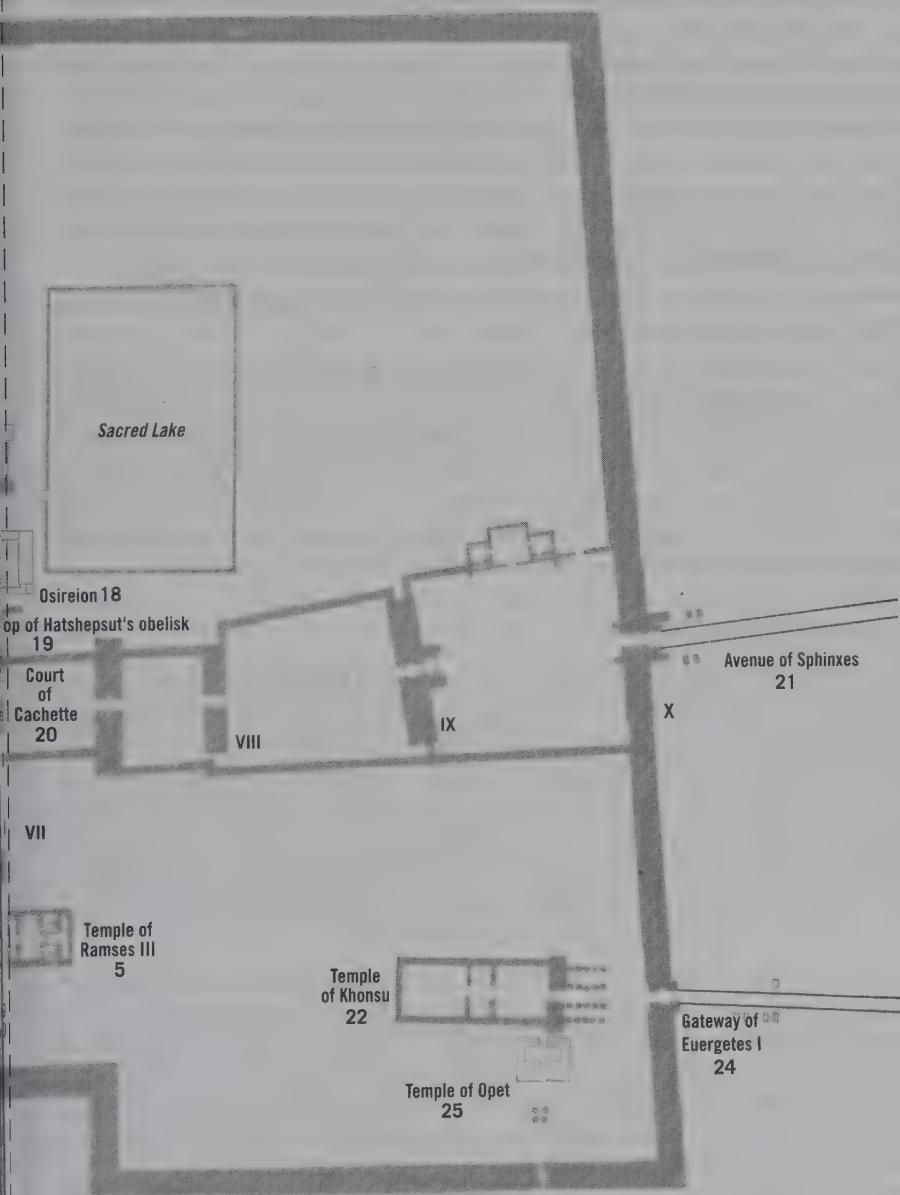 Sacred Lake
Osireion 18
op of Hatshepsut's obelisk
19
Court
of
Cachette
20
Avenue of Sphinxes
21
X
IX
VIII
VII
Temple of
Ramses III
5
Temple
of Khonsu
22
Gateway of
Euergetes I
24
Temple of Opet
25